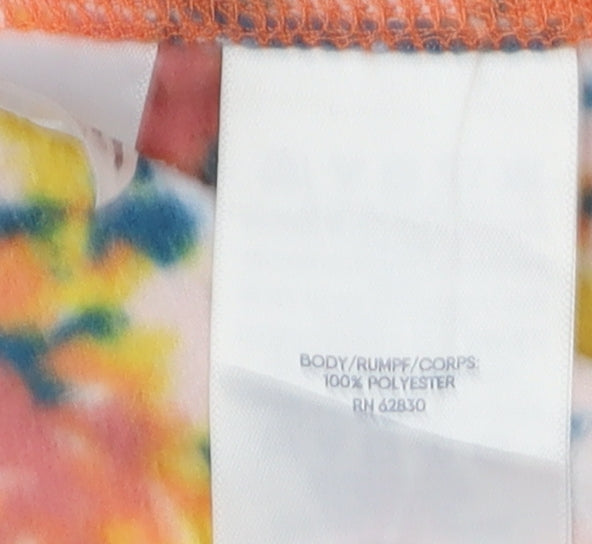 BODY/RUMPF/CORPS:
100% POLYESTER
RN 62830